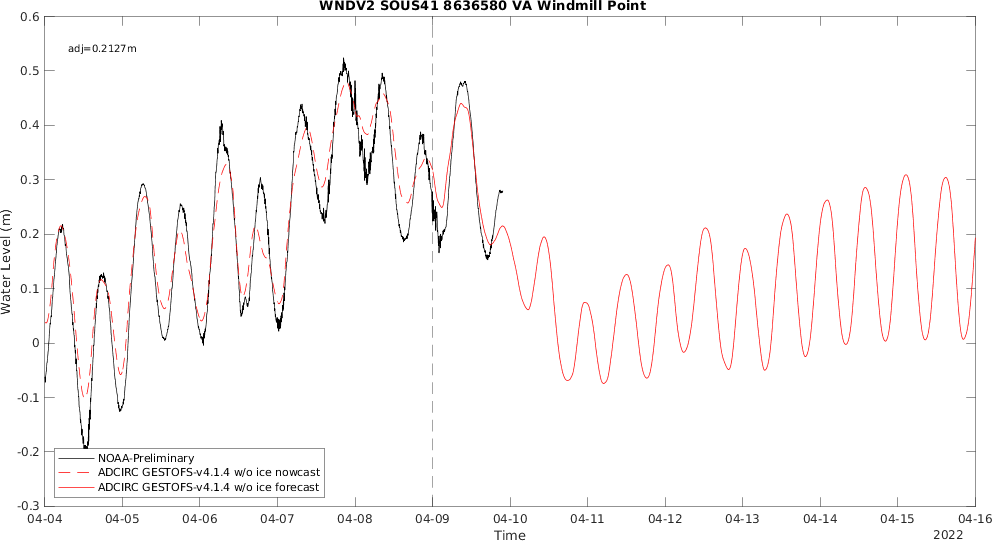 WNDV2 SOUS41 8636580 VA Windmill Point
adj=0.2127m
0.6
0.5
0.4
0.3
0.2
0.1
0
-0.1
-0.2
-0.3
Water Level (m)
NOAA-Preliminary
ADCIRC GESTOFS-v4.1.4 w/o ice nowcast
ADCIRC GESTOFS-v4.1.4 w/o ice forecast
04-04 04-05 04-06 04-07 04-08 04-09 04-10 04-11 04-12 04-13 04-14 04-15 04-16
Time
2022